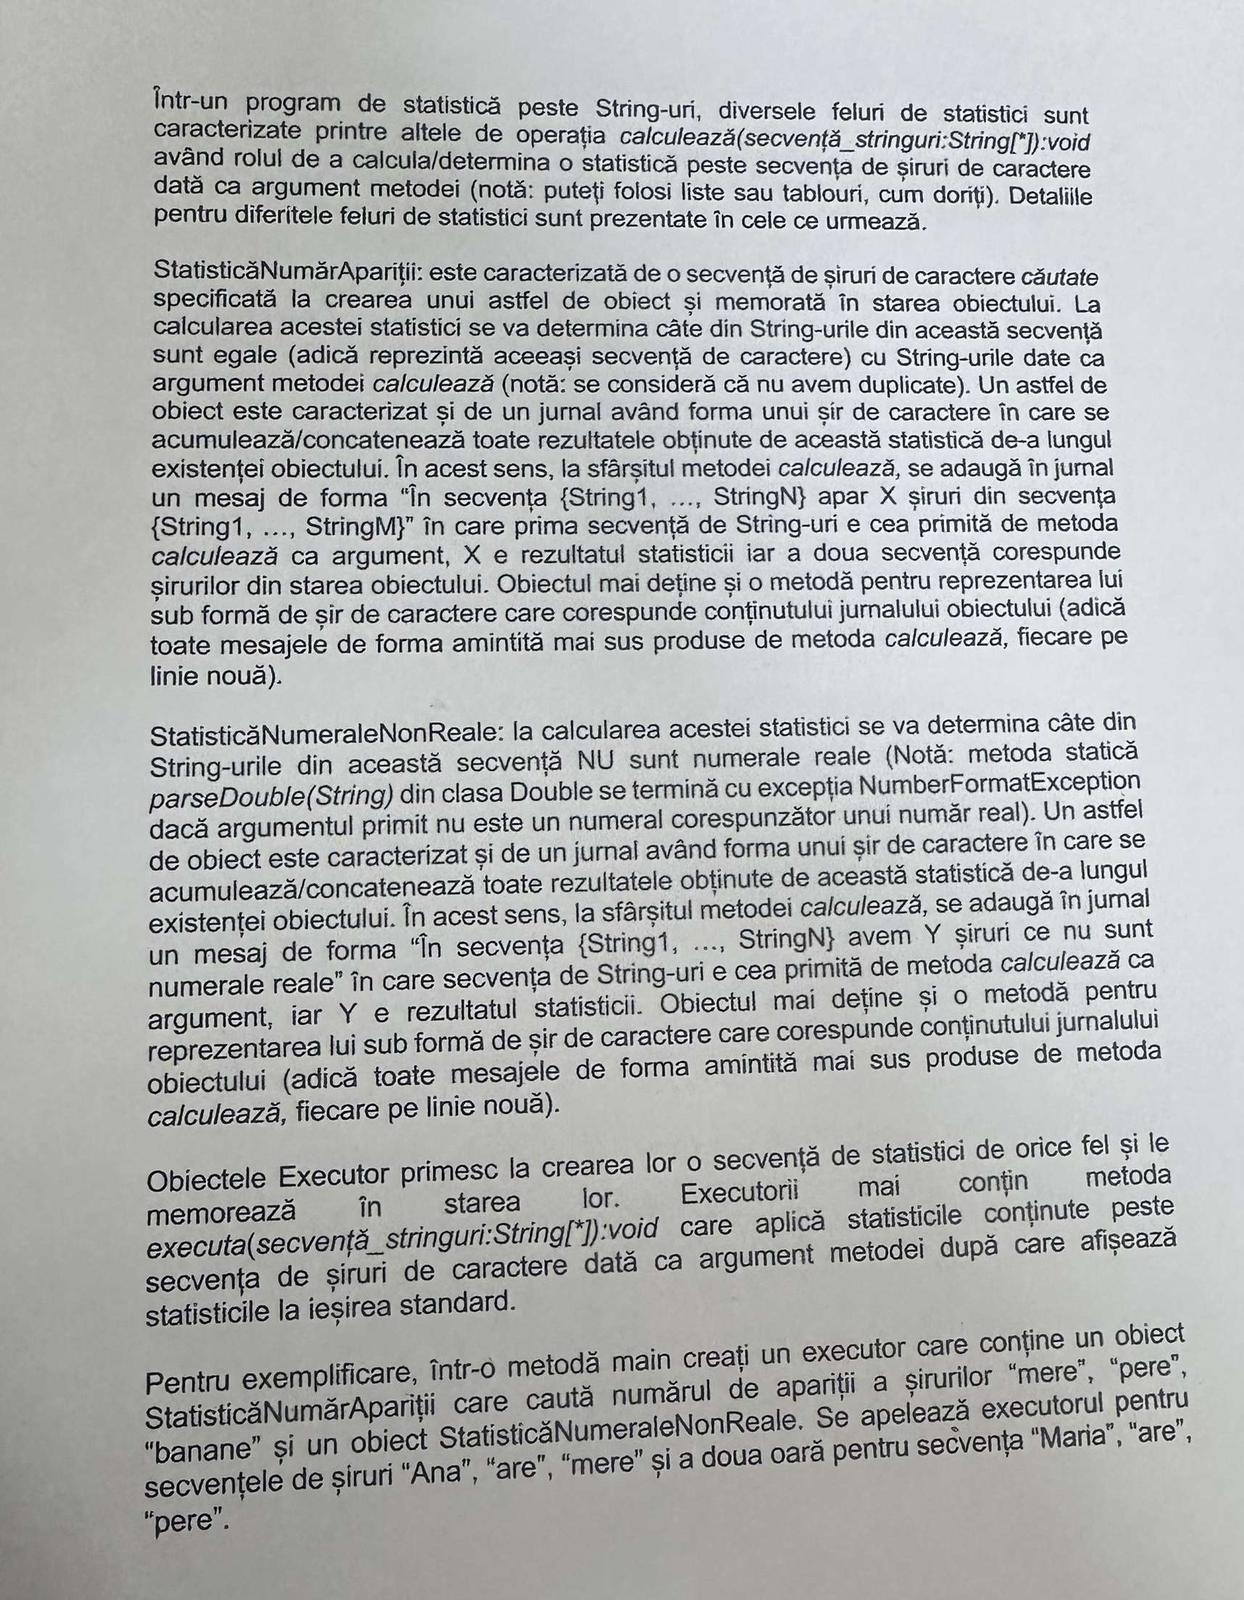 Într-un program de statistică peste String-uri, diversele feluri de statistici sunt
caracterizate printre altele de operația calculează(secvență_stringuri:String[*]):void
având rolul de a calcula/determina o statistică peste secvența de șiruri de caractere
dată ca argument metodei (notă: puteți folosi liste sau tablouri, cum doriți). Detaliile
pentru diferitele feluri de statistici sunt prezentate în cele ce urmează.
StatisticăNumărApariții: este caracterizată de o secvență de șiruri de caractere căutate
specificată la crearea unui astfel de obiect și memorată în starea obiectului. La
calcularea acestei statistici se va determina câte din String-urile din această secvență
sunt egale (adică reprezintă aceeași secvență de caractere) cu String-urile date ca
argument metodei calculează (notă: se consideră că nu avem duplicate). Un astfel de
obiect este caracterizat și de un jurnal având forma unui șir de caractere în care se
acumulează/concatenează toate rezultatele obținute de această statistică de-a lungul
existenței obiectului. În acest sens, la sfârșitul metodei calculează, se adaugă în jurnal
un mesaj de forma “În secvența {String1, ..., StringN} apar X șiruri din secvența
{String1, ..., StringM}” în care prima secvență de String-uri e cea primită de metoda
calculează ca argument, X e rezultatul statisticii iar a doua secvență corespunde
șirurilor din starea obiectului. Obiectul mai deține și o metodă pentru reprezentarea lui
sub formă de șir de caractere care corespunde conținutului jurnalului obiectului (adică
toate mesajele de forma amintită mai sus produse de metoda calculează, fiecare pe
linie nouă).
StatisticăNumeraleNonReale: la calcularea acestei statistici se va determina câte din
String-urile din această secvență NU sunt numerale reale (Notă: metoda statică
parseDouble(String) din clasa Double se termină cu excepția NumberFormatException
dacă argumentul primit nu este un numeral corespunzător unui număr real). Un astfel
de obiect este caracterizat și de un jurnal având forma unui șir de caractere în care se
acumulează/concatenează toate rezultatele obținute de această statistică de-a lungul
existenței obiectului. În acest sens, la sfârșitul metodei calculează, se adaugă în jurnal
un mesaj de forma “În secvența {String1, ..., StringN} avem Y șiruri ce nu sunt
numerale reale” în care secvența de String-uri e cea primită de metoda calculează ca
argument, iar Y e rezultatul statisticii. Obiectul mai deține și o metodă pentru
reprezentarea lui sub formă de șir de caractere care corespunde conținutului jurnalului
obiectului (adică toate mesajele de forma amintită mai sus produse de metoda
calculează, fiecare pe linie nouă).
Obiectele Executor primesc la crearea lor o secvență de statistici de orice fel și le
memorează în starea lor. Executorii mai conțin metoda
executa(secvență_stringuri:String[*]):void care aplică statisticile conținute peste
secvența de șiruri de caractere dată ca argument metodei după care afișează
statisticile la ieșirea standard.
Pentru exemplificare, într-o metodă main creați un executor care conține un obiect
StatisticăNumărApariții care caută numărul de apariții a șirurilor “mere”, “pere”,
“banane” și un obiect StatisticăNumeraleNonReale. Se apelează executorul pentru
secvențele de șiruri “Ana”, “are”, “mere” și a doua oară pentru secvența “Maria”, “are”,
“pere”.